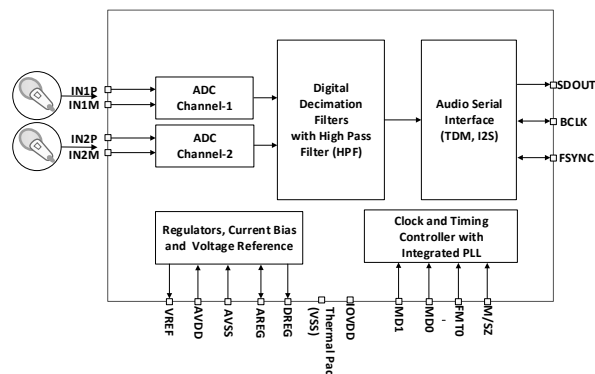 IN1P
IN1M
IN2P
IN2M
ADC
Channel-1
ADC
Channel-2
Digital
Decimation
Filters
with High Pass
Filter (HPF)
Audio Serial
Interface
(TDM, I2S)
SDOUT
BCLK
FSYNC
Regulators, Current Bias
and Voltage Reference
Clock and Timing
Controller with
Integrated PLL
VREF
AVDD
AVSS
AREG
DREG
Thermal Pad
(VSS)
IOVDD
MD1
MD0
-
FMT0
M/SZ